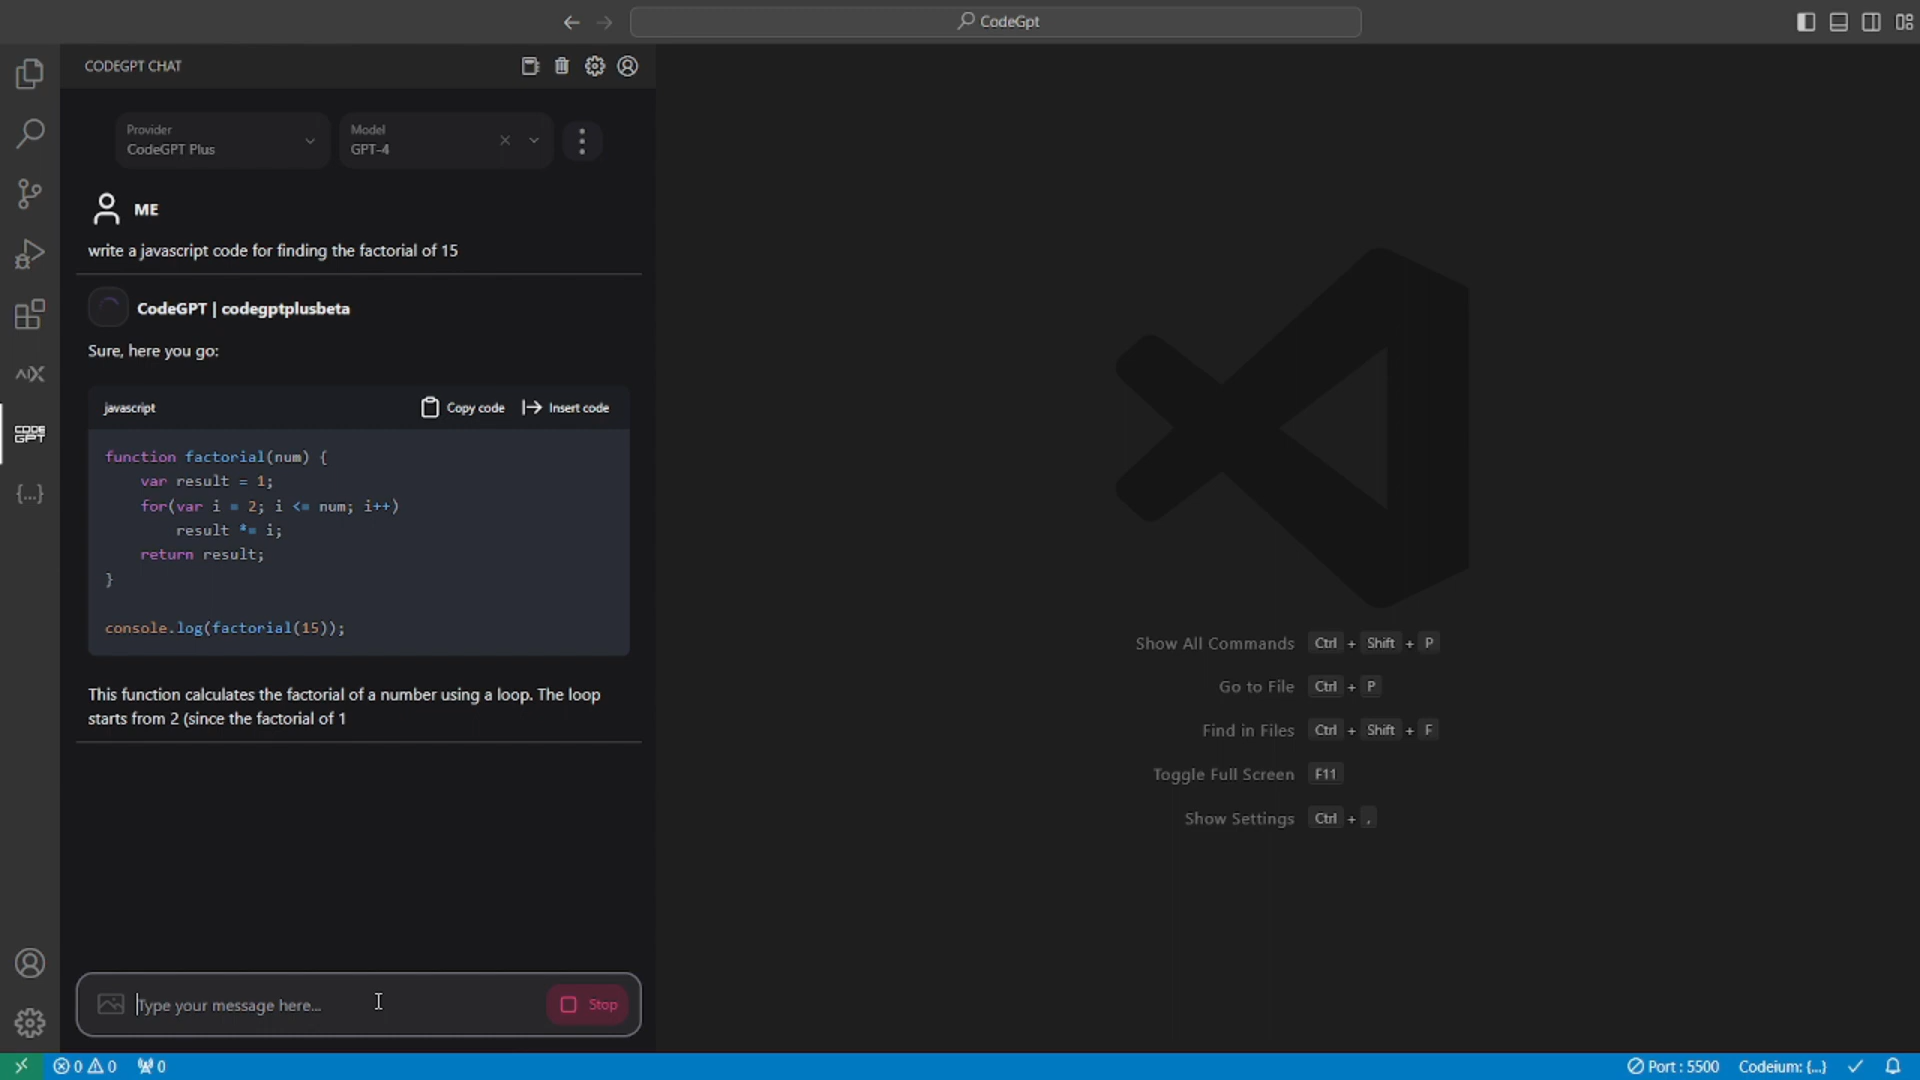 CodeGpt
CODEGPT CHAT
Provider
CodeGPT Plus
Model
GPT-4
ME
write a javascript code for finding the factorial of 15
CodeGPT | codegptplusbeta
Sure, here you go:
javascript
Copy code
Insert code
function factorial(num) {
    var result = 1;
    for(var i = 2; i <= num; i++)
        result *= i;
    return result;
}
console.log(factorial(15));
This function calculates the factorial of a number using a loop. The loop
starts from 2 (since the factorial of 1
CODE
GPT
{...}
Show All Commands Ctrl + Shift + P
Go to File Ctrl + P
Find in Files Ctrl + Shift + F
Toggle Full Screen F11
Show Settings Ctrl + ,
Type your message here...
Stop
0 0 0
Port : 5500 Codeium: {...}